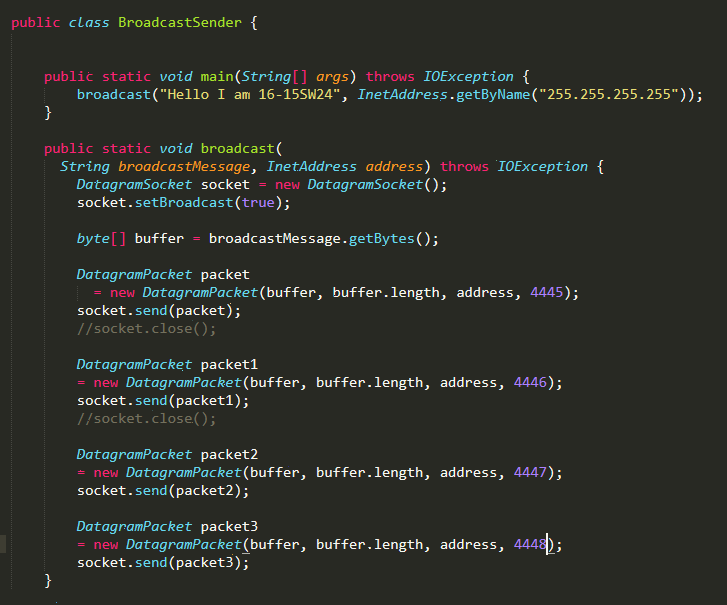 public class BroadcastSender {
public static void main(String[] args) throws IOException {
broadcast("Hello I am 16-15SW24", InetAddress.getByName("255.255.255.255"));
}
public static void broadcast(
String broadcastMessage, InetAddress address) throws IOException {
DatagramSocket socket = new DatagramSocket();
socket.setBroadcast(true);
byte[] buffer = broadcastMessage.getBytes();
DatagramPacket packet
= new DatagramPacket(buffer, buffer.length, address, 4445);
socket.send(packet);
//socket.close();
DatagramPacket packet1
= new DatagramPacket(buffer, buffer.length, address, 4446);
socket.send(packet1);
//socket.close();
DatagramPacket packet2
= new DatagramPacket(buffer, buffer.length, address, 4447);
socket.send(packet2);
DatagramPacket packet3
= new DatagramPacket(buffer, buffer.length, address, 4448);
socket.send(packet3);
}